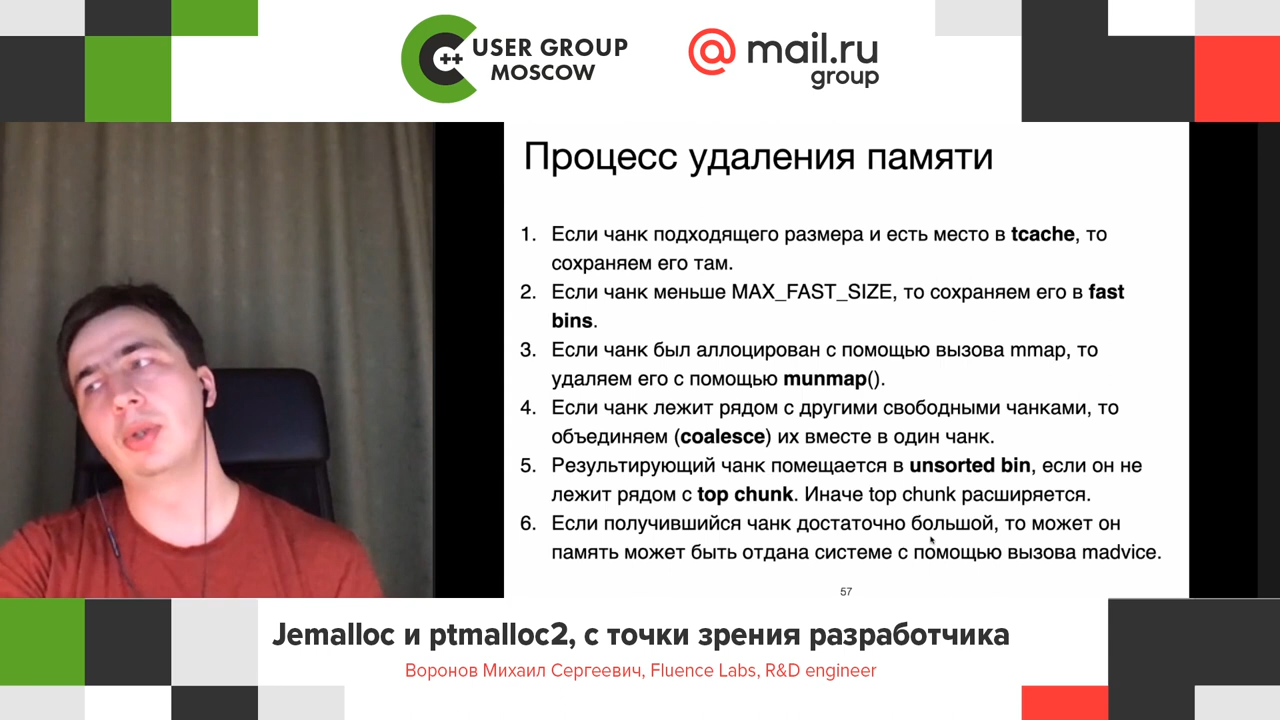 C++ USER GROUP
MOSCOW
@ mail.ru
group
Процесс удаления памяти
1. Если чанк подходящего размера и есть место в tcache, то
сохраняем его там.
2. Если чанк меньше MAX_FAST_SIZE, то сохраняем его в fast
bins.
3. Если чанк был аллоцирован с помощью вызова mmap, то
удаляем его с помощью munmap().
4. Если чанк лежит рядом с другими свободными чанками, то
объединяем (coalesce) их вместе в один чанк.
5. Результирующий чанк помещается в unsorted bin, если он не
лежит рядом с top chunk. Иначе top chunk расширяется.
6. Если получившийся чанк достаточно большой, то может он
память может быть отдана системе с помощью вызова madvice.
57
Jemalloc и ptmalloc2, с точки зрения разработчика
Воронов Михаил Сергеевич, Fluence Labs, R&D engineer